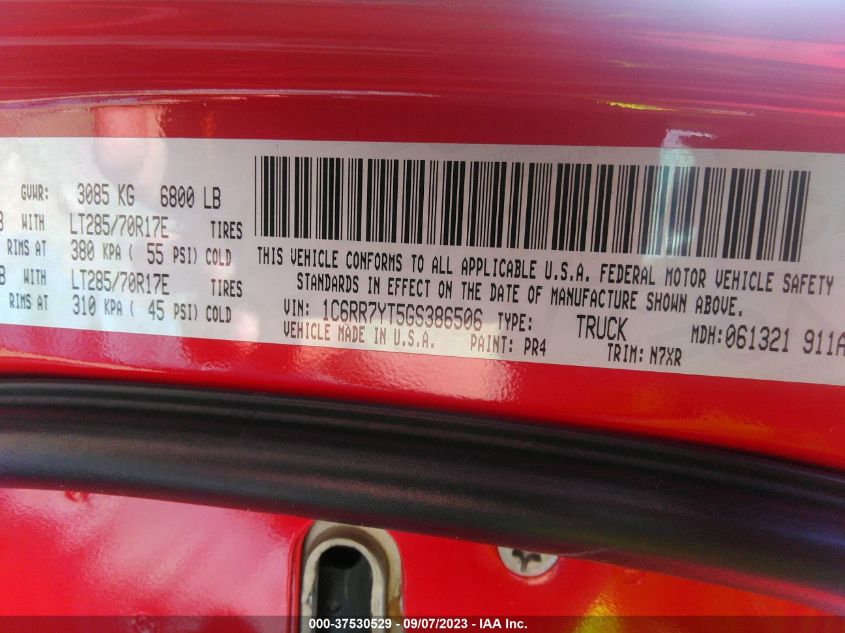 GVWR: 3085 KG 6800 LB
B WITH LT285/70R17E TIRES
RIMS AT 380 KPA ( 55 PSI) COLD
B WITH LT285/70R17E TIRES
RIMS AT 310 KPA ( 45 PSI) COLD
THIS VEHICLE CONFORMS TO ALL APPLICABLE U.S.A. FEDERAL MOTOR VEHICLE SAFETY
STANDARDS IN EFFECT ON THE DATE OF MANUFACTURE SHOWN ABOVE.
VIN: 1C6RR7YT5GS386506 TYPE: TRUCK MDH:061321 911A
VEHICLE MADE IN U.S.A. PAINT: PR4 TRIM: N7XR
000-37530529 - 09/07/2023 - IAA Inc.